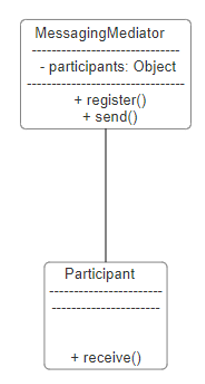 MessagingMediator
- participants: Object
+ register()
+ send()
Participant
+ receive()